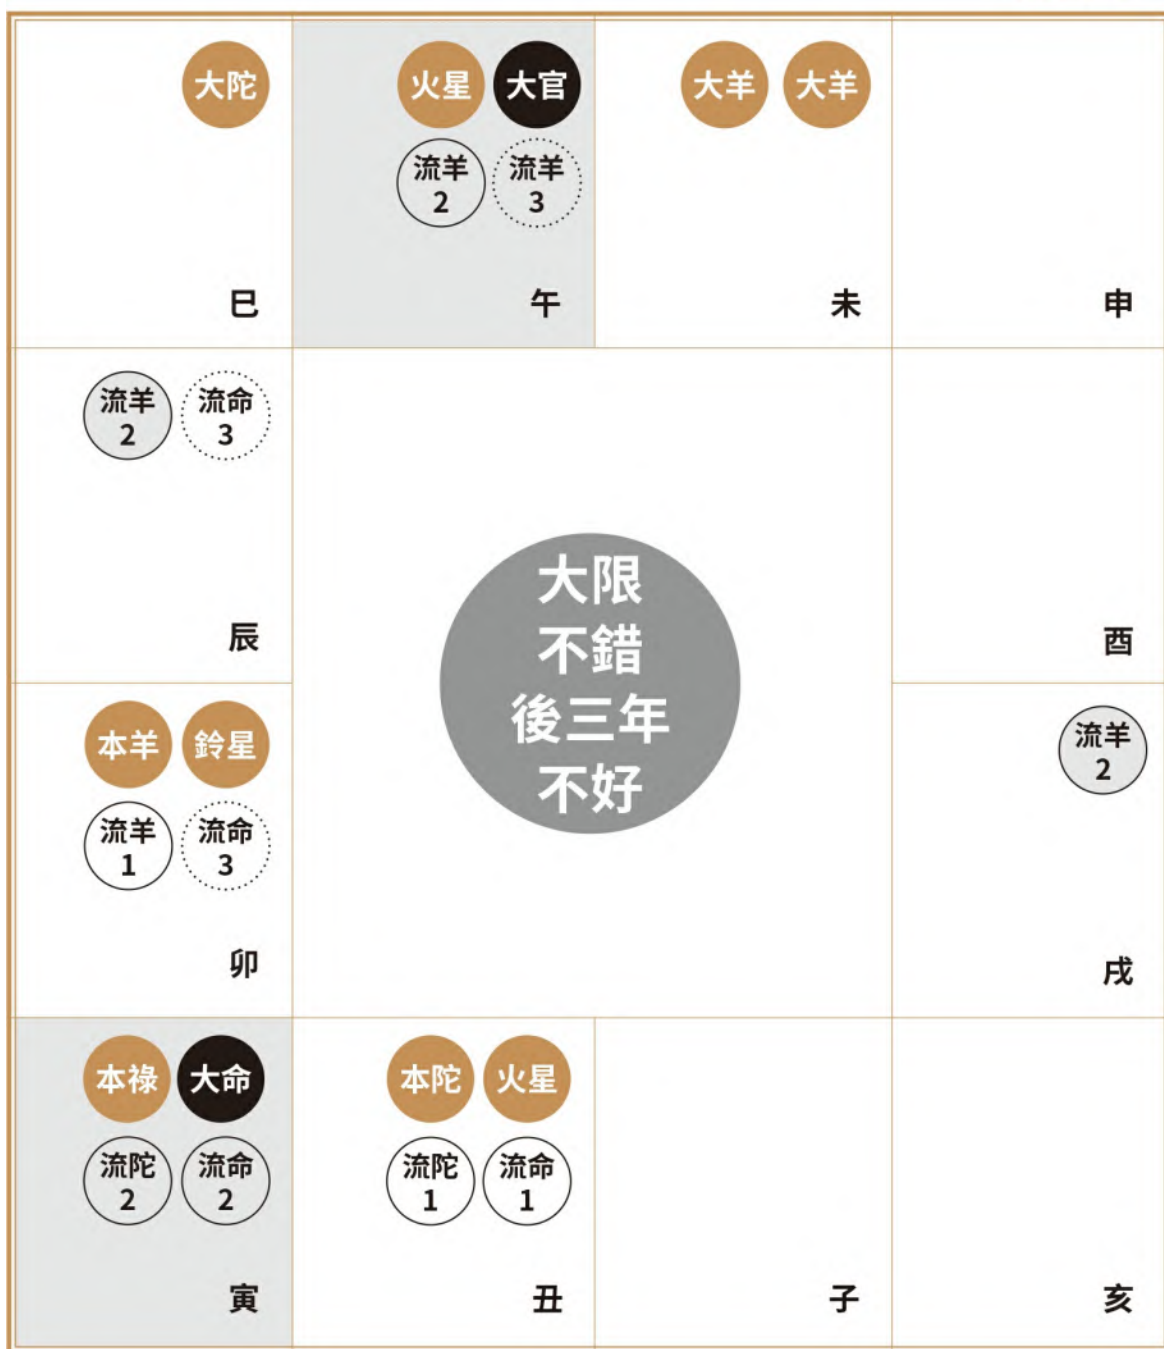 大陀
巳
火星 大官
流羊 流羊
2 3
午
大羊 大羊
未
申
流羊 流命
2 3
辰
大限
不錯
後三年
不好
酉
本羊 鈴星
流羊 流命
1 3
卯
流羊
2
戌
本祿 大命
流陀 流命
2 2
寅
本陀 火星
流陀 流命
1 1
丑
子
亥